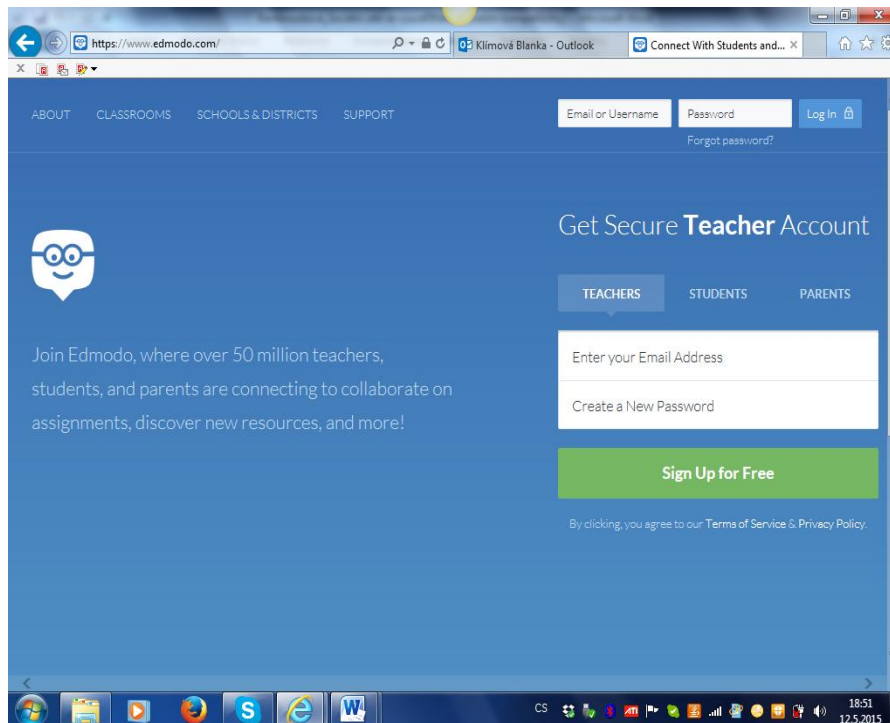 https://www.edmodo.com/
Klímová Blanka - Outlook
Connect With Students and...
ABOUT CLASSROOMS SCHOOLS & DISTRICTS SUPPORT
Email or Username Password Log In
Forgot password?
Get Secure Teacher Account
TEACHERS STUDENTS PARENTS
Join Edmodo, where over 50 million teachers,
students, and parents are connecting to collaborate on
assignments, discover new resources, and more!
Enter your Email Address
Create a New Password
Sign Up for Free
By clicking, you agree to our Terms of Service & Privacy Policy.
CS
18:51
12.5.2015